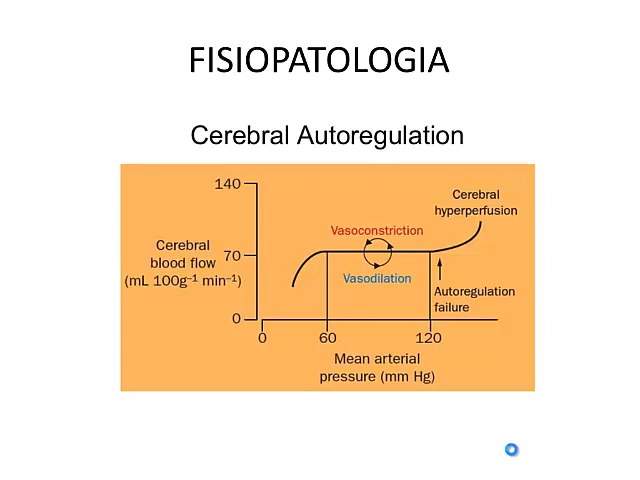 FISIOPATOLOGIA
Cerebral Autoregulation
140
Cerebral
hyperperfusion
Vasoconstriction
Cerebral
blood flow
(mL 100g⁻¹ min⁻¹)
70
Vasodilation
Autoregulation
failure
0
0 60 120
Mean arterial
pressure (mm Hg)